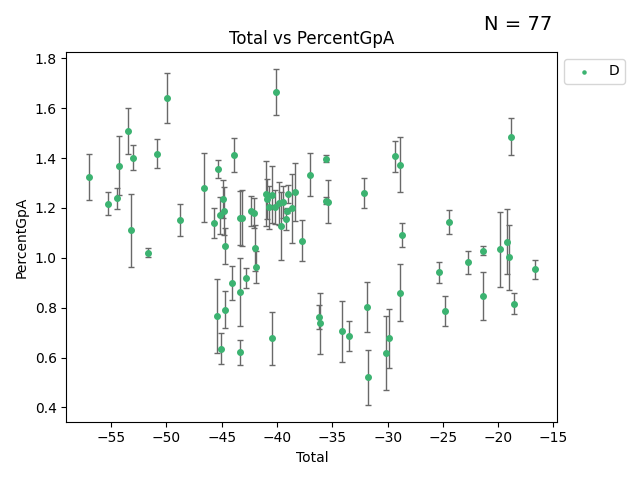 N = 77
Total vs PercentGpA
D
PercentGpA
1.8
1.6
1.4
1.2
1.0
0.8
0.6
0.4
−55 −50 −45 −40 −35 −30 −25 −20 −15
Total